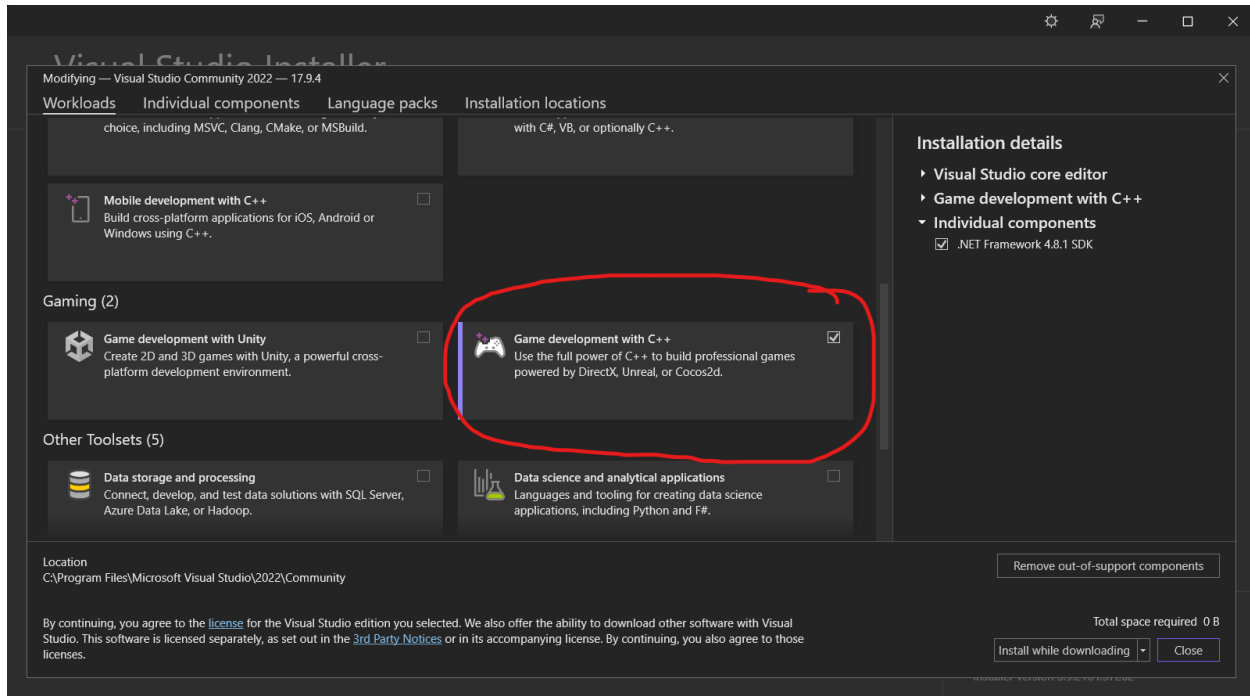 Visual Studio Installer
Modifying — Visual Studio Community 2022 — 17.9.4
Workloads Individual components Language packs Installation locations
choice, including MSVC, Clang, CMake, or MSBuild.
with C#, VB, or optionally C++.
Mobile development with C++
Build cross-platform applications for iOS, Android or
Windows using C++.
Gaming (2)
Game development with Unity
Create 2D and 3D games with Unity, a powerful cross-
platform development environment.
Game development with C++
Use the full power of C++ to build professional games
powered by DirectX, Unreal, or Cocos2d.
Other Toolsets (5)
Data storage and processing
Connect, develop, and test data solutions with SQL Server,
Azure Data Lake, or Hadoop.
Data science and analytical applications
Languages and tooling for creating data science
applications, including Python and F#.
Installation details
Visual Studio core editor
Game development with C++
Individual components
.NET Framework 4.8.1 SDK
Location
C:\Program Files\Microsoft Visual Studio\2022\Community
Remove out-of-support components
By continuing, you agree to the license for the Visual Studio edition you selected. We also offer the ability to download other software with Visual
Studio. This software is licensed separately, as set out in the 3rd Party Notices or in its accompanying license. By continuing, you also agree to those
licenses.
Total space required 0 B
Install while downloading Close